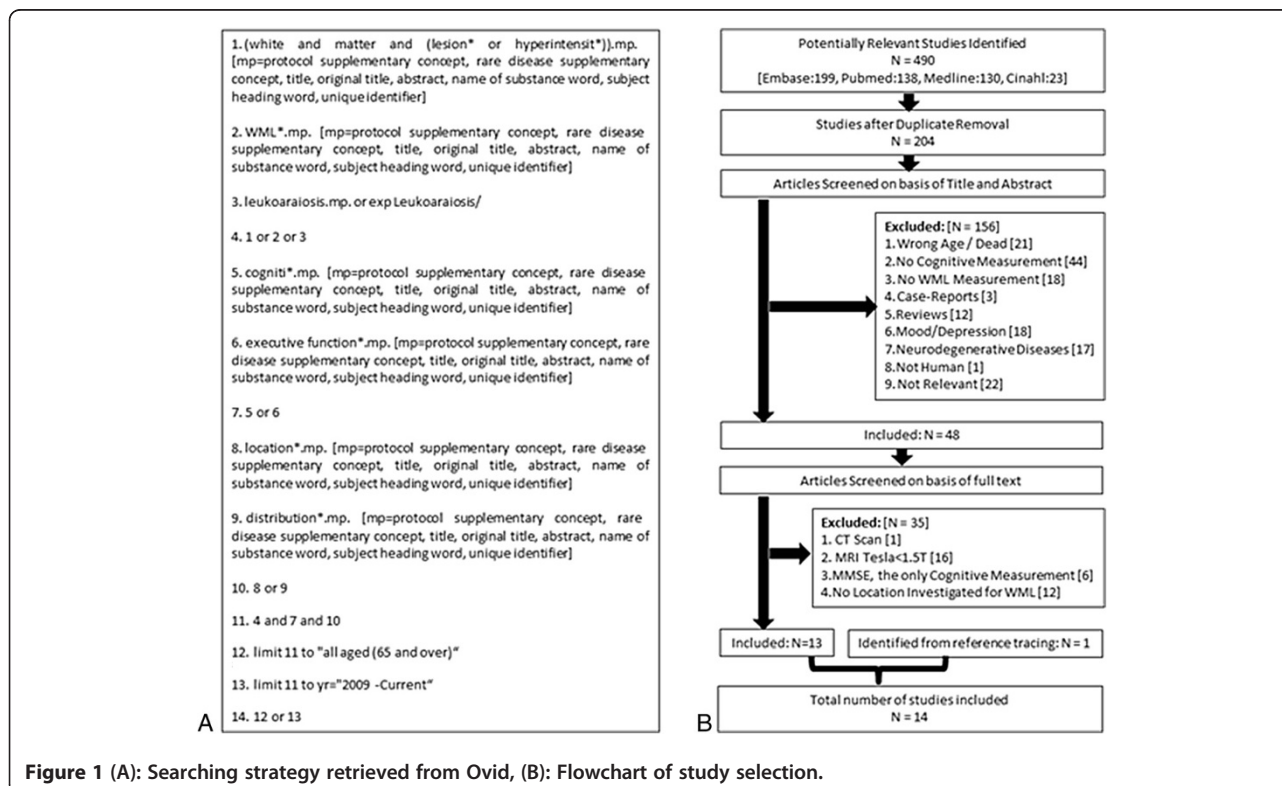 1. (white and matter and (lesion* or hyperintensit*)).mp.
[mp=protocol supplementary concept, rare disease supplementary
concept, title, original title, abstract, name of substance word, subject
heading word, unique identifier]
2. WML*.mp. [mp=protocol supplementary concept, rare disease
supplementary concept, title, original title, abstract, name of
substance word, subject heading word, unique identifier]
3. leukoaraiosis.mp. or exp Leukoaraiosis/
4. 1 or 2 or 3
5. cogniti*.mp. [mp=protocol supplementary concept, rare disease
supplementary concept, title, original title, abstract, name of
substance word, subject heading word, unique identifier]
6. executive function*.mp. [mp=protocol supplementary concept, rare
disease supplementary concept, title, original title, abstract, name of
substance word, subject heading word, unique identifier]
7. 5 or 6
8. location*.mp. [mp=protocol supplementary concept, rare disease
supplementary concept, title, original title, abstract, name of
substance word, subject heading word, unique identifier]
9. distribution*.mp. [mp=protocol supplementary concept, rare
disease supplementary concept, title, original title, abstract, name of
substance word, subject heading word, unique identifier]
10. 8 or 9
11. 4 and 7 and 10
12. limit 11 to "all aged (65 and over)"
13. limit 11 to yr="2009 -Current"
14. 12 or 13
A
Potentially Relevant Studies Identified
N = 490
[Embase:199, Pubmed:138, Medline:130, Cinahl:23]
Studies after Duplicate Removal
N = 204
Articles Screened on basis of Title and Abstract
Excluded: [N = 156]
1. Wrong Age / Dead [21]
2. No Cognitive Measurement [44]
3. No WML Measurement [18]
4. Case-Reports [3]
5. Reviews [12]
6. Mood/Depression [18]
7. Neurodegenerative Diseases [17]
8. Not Human [1]
9. Not Relevant [22]
Included: N = 48
Articles Screened on basis of full text
Excluded: [N = 35]
1. CT Scan [1]
2. MRI Tesla<1.5T [16]
3. MMSE, the only Cognitive Measurement [6]
4. No Location Investigated for WML [12]
Included: N=13
Identified from reference tracing: N = 1
Total number of studies included
N = 14
B
Figure 1 (A): Searching strategy retrieved from Ovid, (B): Flowchart of study selection.